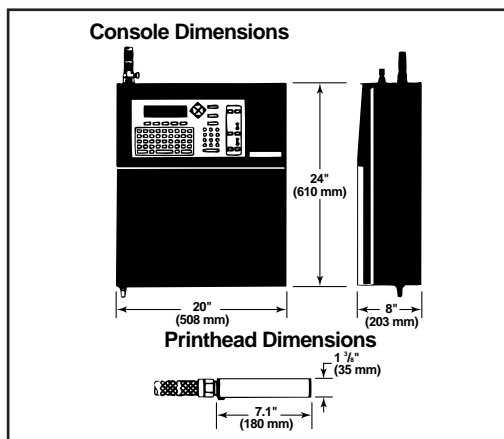 Console Dimensions
24"
(610 mm)
20"
(508 mm)
8"
(203 mm)
Printhead Dimensions
1 3/8"
(35 mm)
7.1"
(180 mm)